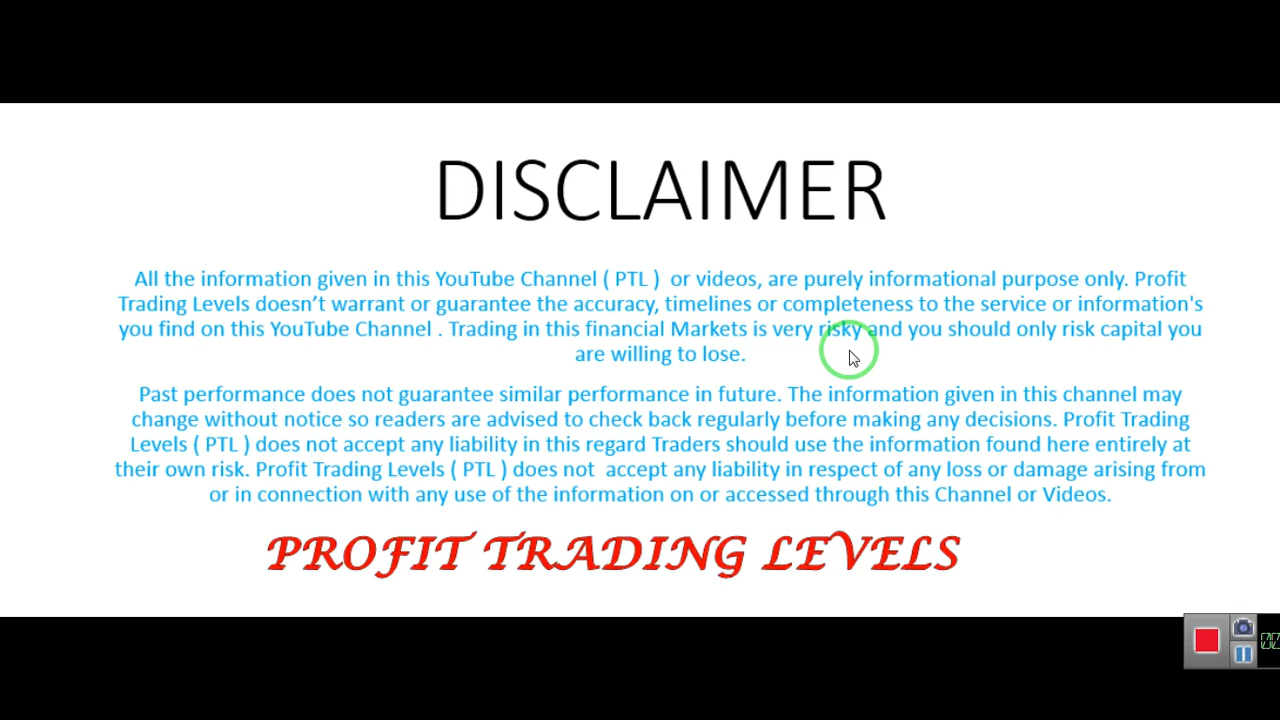 DISCLAIMER
All the information given in this YouTube Channel ( PTL )  or videos, are purely informational purpose only. Profit
Trading Levels doesn’t warrant or guarantee the accuracy, timelines or completeness to the service or information's
you find on this YouTube Channel . Trading in this financial Markets is very risky and you should only risk capital you
are willing to lose.
Past performance does not guarantee similar performance in future. The information given in this channel may
change without notice so readers are advised to check back regularly before making any decisions. Profit Trading
Levels ( PTL ) does not accept any liability in this regard Traders should use the information found here entirely at
their own risk. Profit Trading Levels ( PTL ) does not  accept any liability in respect of any loss or damage arising from
or in connection with any use of the information on or accessed through this Channel or Videos.
PROFIT TRADING LEVELS